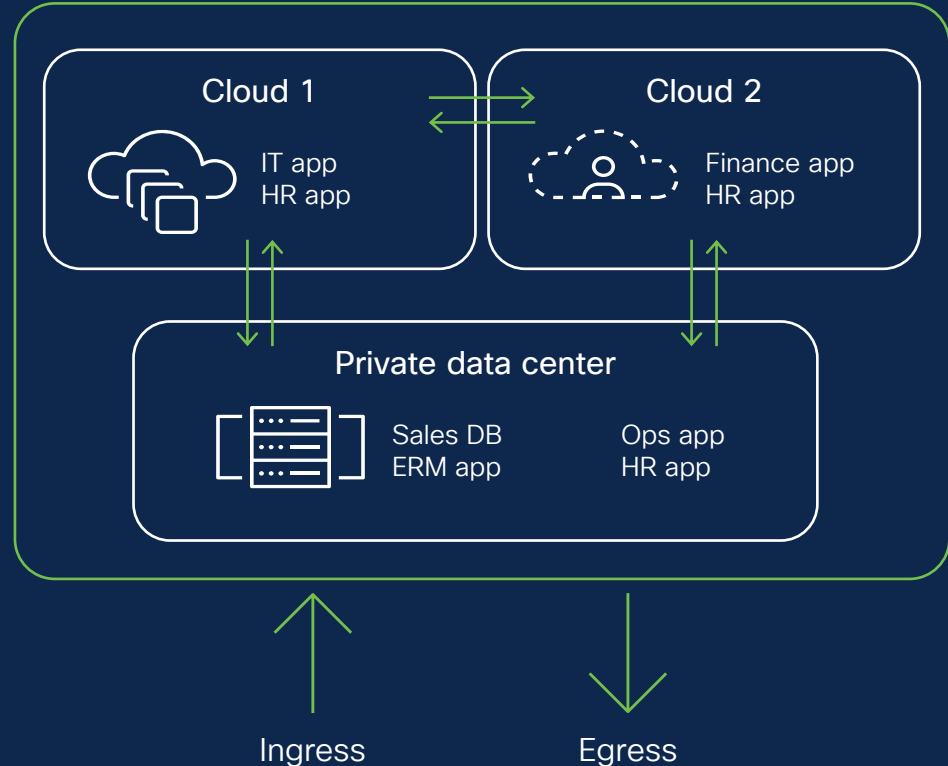 Cloud 1
IT app
HR app
Cloud 2
Finance app
HR app
Private data center
Sales DB
ERM app
Ops app
HR app
Ingress
Egress